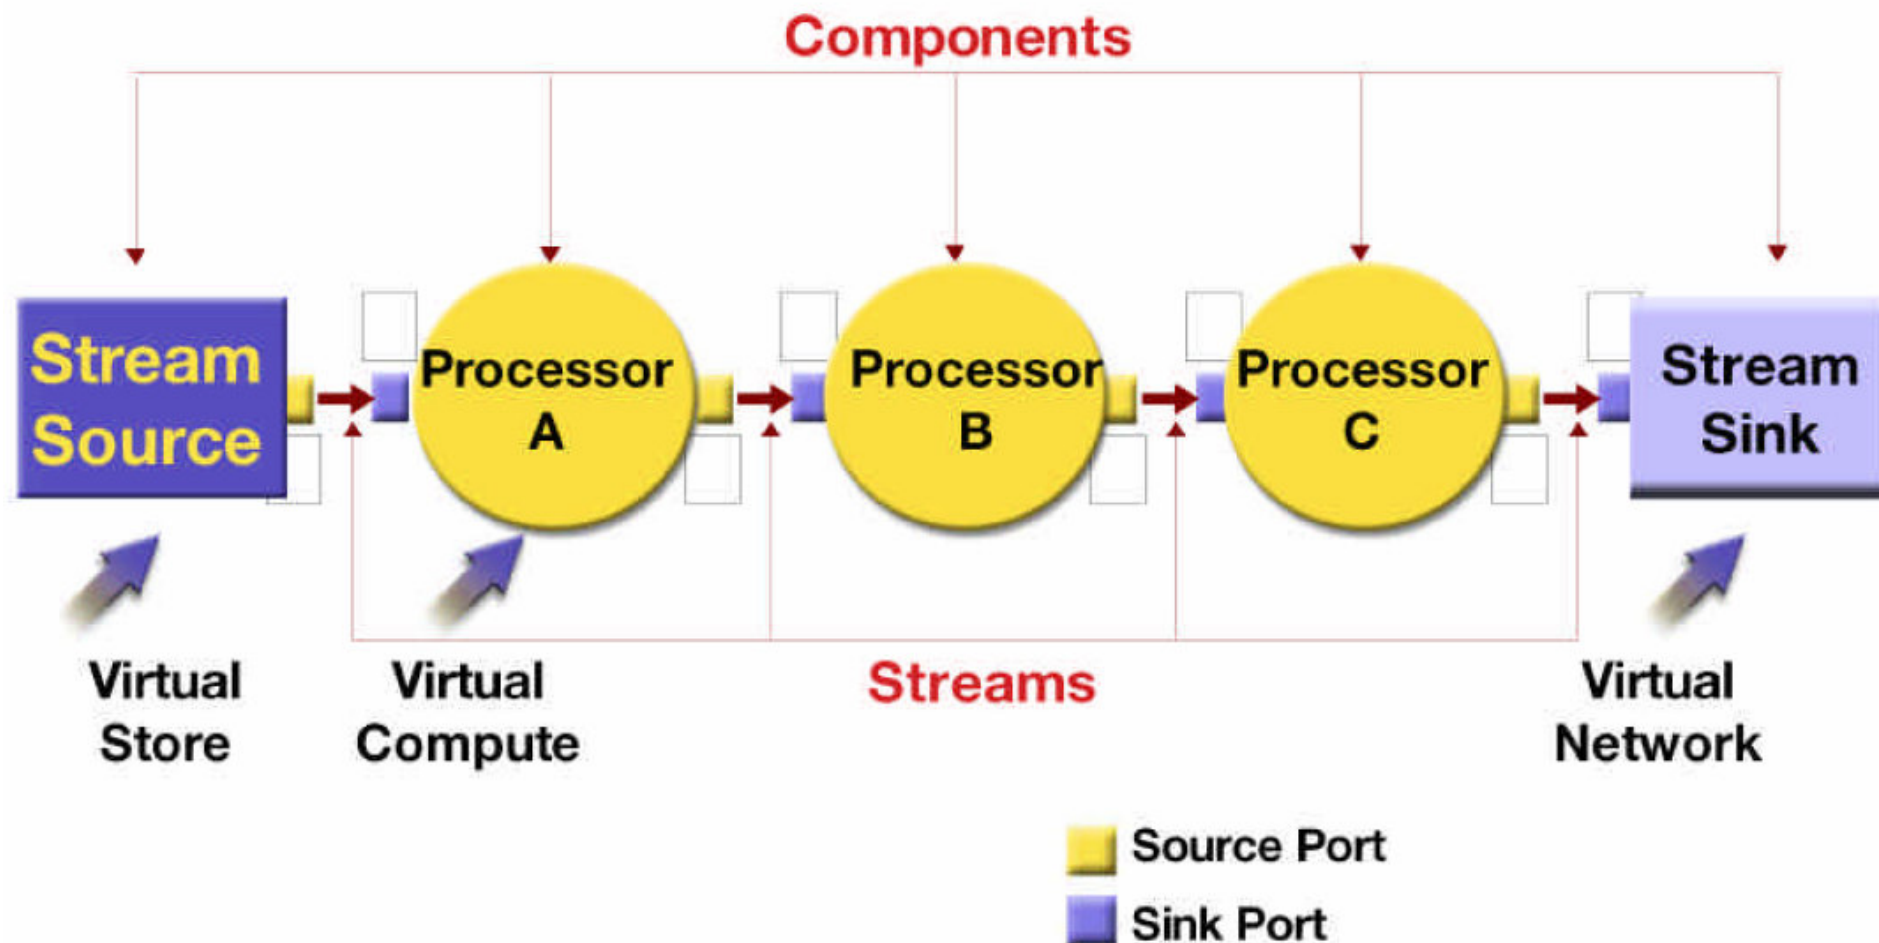 Components
Stream
Source
Processor
A
Processor
B
Processor
C
Stream
Sink
Virtual
Store
Virtual
Compute
Streams
Virtual
Network
Source Port
Sink Port